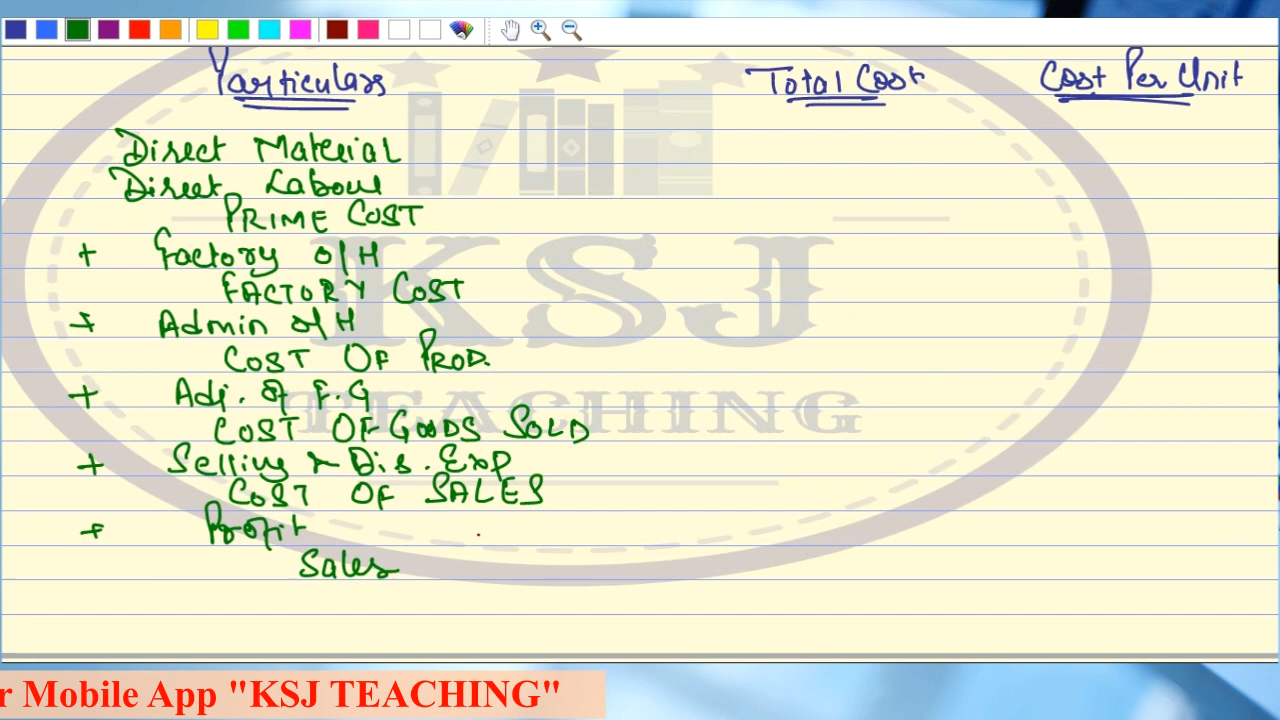 Particulars Total Cost Cost Per Unit
Direct Material
Direct Labour
PRIME COST
+ Factory O/H
FACTORY COST
+ Admin O/H
COST OF PROD.
+ Adj. of F.G
COST OF GOODS SOLD
+ Selling & Dis. Exp
COST OF SALES
+ Profit
Sales
KSJ
TEACHING
r Mobile App "KSJ TEACHING"